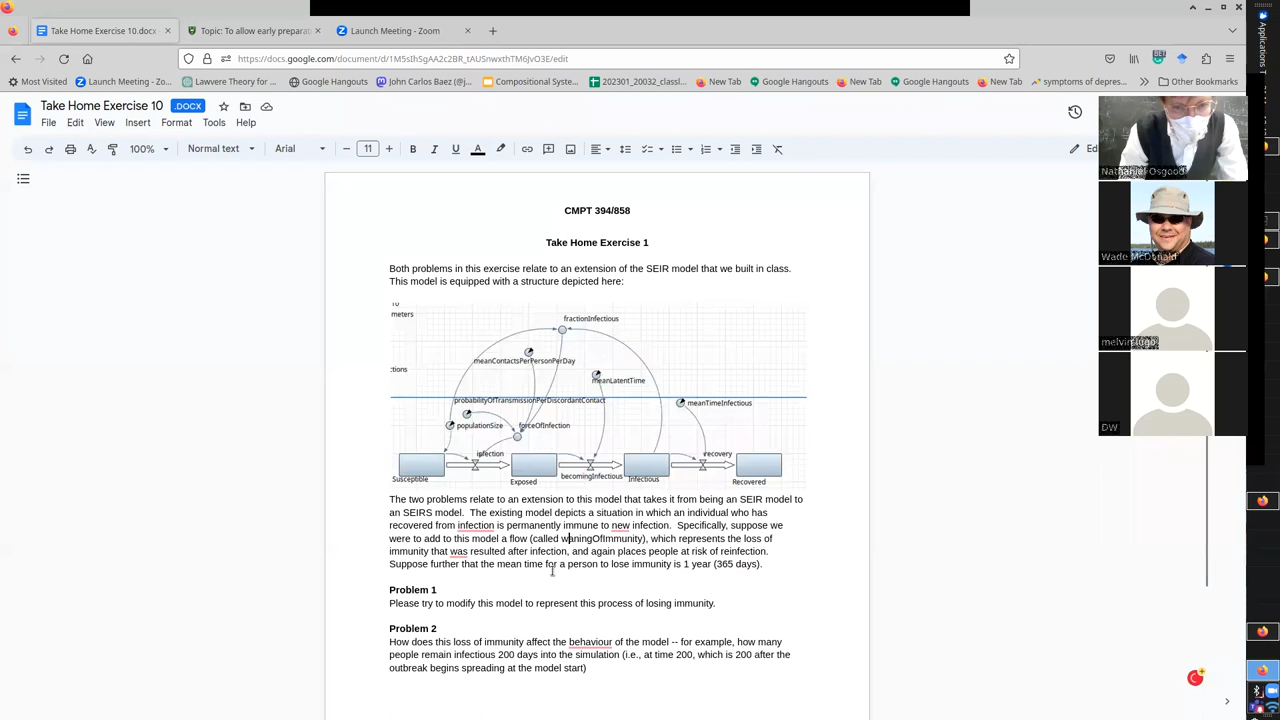 Take Home Exercise 10.docx
Topic: To allow early preparat
Launch Meeting - Zoom
https://docs.google.com/document/d/1M5sIhSgAA2c2BR_tAUSnwxthTM6JvO3E/edit
Most Visited
Launch Meeting - Zo...
Lawvere Theory for ...
Google Hangouts
John Carlos Baez (@...
Compositional Syste...
202301_20032_classl...
New Tab
Google Hangouts
New Tab
Google Hangouts
New Tab
symptoms of depres...
Other Bookmarks
Applications
Take Home Exercise 10
.DOCX
File Edit View Insert Format Tools Help
100%
Normal text
Arial
11
B I U A
Nathaniel Osgood
Wade McDonald
melvin lugo
DW
CMPT 394/858
Take Home Exercise 1
Both problems in this exercise relate to an extension of the SEIR model that we built in class.
This model is equipped with a structure depicted here:
meters
fractionInfectious
meanContactsPerPersonPerDay
ctions
meanLatentTime
probabilityOfTransmissionPerDiscordantContact
meanTimeInfectious
populationSize
forceOfInfection
infection
recovery
becomingInfectious
Susceptible
Exposed
Infectious
Recovered
The two problems relate to an extension to this model that takes it from being an SEIR model to
an SEIRS model. The existing model depicts a situation in which an individual who has
recovered from infection is permanently immune to new infection. Specifically, suppose we
were to add to this model a flow (called waningOfImmunity), which represents the loss of
immunity that was resulted after infection, and again places people at risk of reinfection.
Suppose further that the mean time for a person to lose immunity is 1 year (365 days).
Problem 1
Please try to modify this model to represent this process of losing immunity.
Problem 2
How does this loss of immunity affect the behaviour of the model -- for example, how many
people remain infectious 200 days into the simulation (i.e., at time 200, which is 200 after the
outbreak begins spreading at the model start)